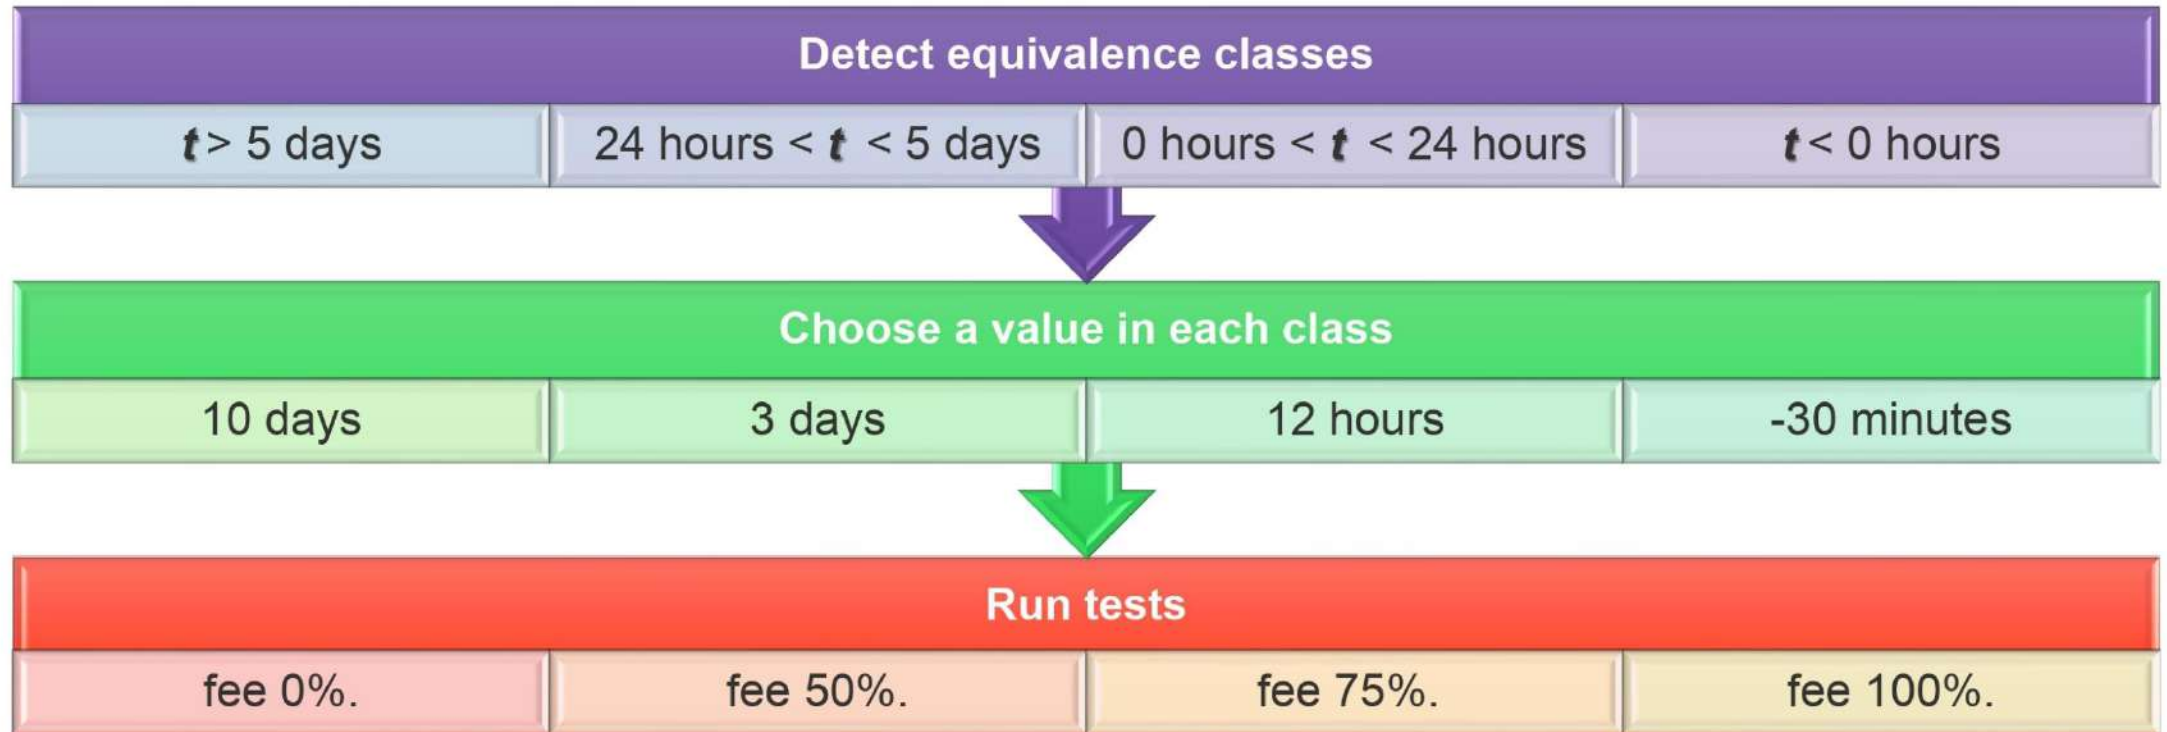 Detect equivalence classes
t > 5 days
24 hours < t < 5 days
0 hours < t < 24 hours
t < 0 hours
Choose a value in each class
10 days
3 days
12 hours
-30 minutes
Run tests
fee 0%.
fee 50%.
fee 75%.
fee 100%.